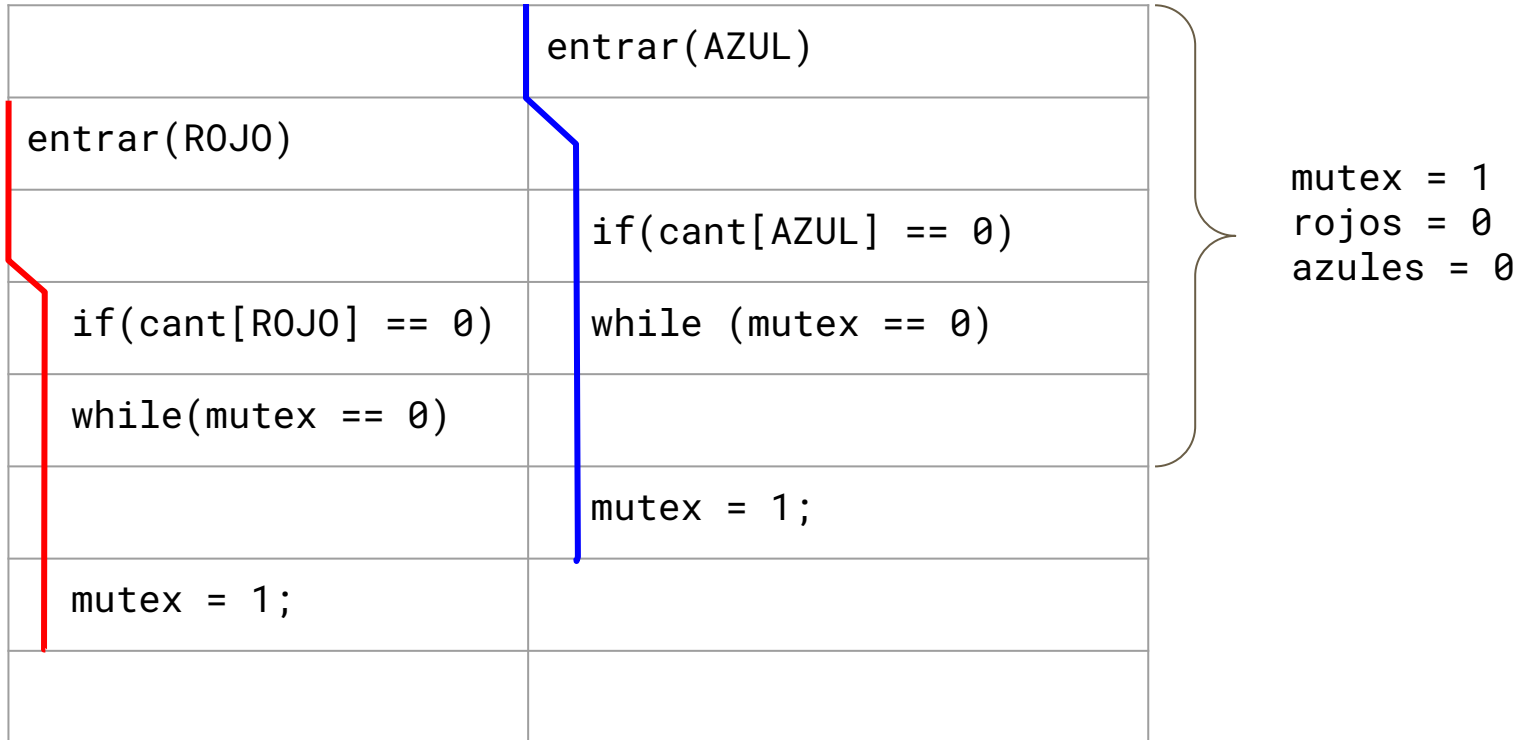 entrar(AZUL)
entrar(ROJO)
if(cant[AZUL] == 0)
if(cant[ROJO] == 0)
while (mutex == 0)
while(mutex == 0)
mutex = 1;
mutex = 1;
mutex = 1
rojos = 0
azules = 0